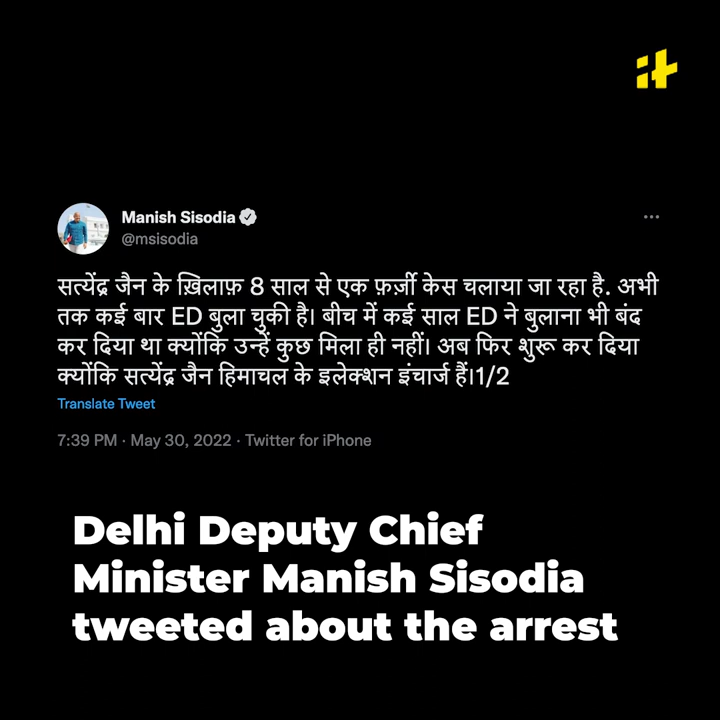 Manish Sisodia
@msisodia
सत्येंद्र जैन के ख़िलाफ़ 8 साल से एक फ़र्ज़ी केस चलाया जा रहा है. अभी
तक कई बार ED बुला चुकी है। बीच में कई साल ED ने बुलाना भी बंद
कर दिया था क्योंकि उन्हें कुछ मिला ही नहीं। अब फिर शुरू कर दिया
क्योंकि सत्येंद्र जैन हिमाचल के इलेक्शन इंचार्ज हैं।1/2
Translate Tweet
7:39 PM · May 30, 2022 · Twitter for iPhone
Delhi Deputy Chief
Minister Manish Sisodia
tweeted about the arrest